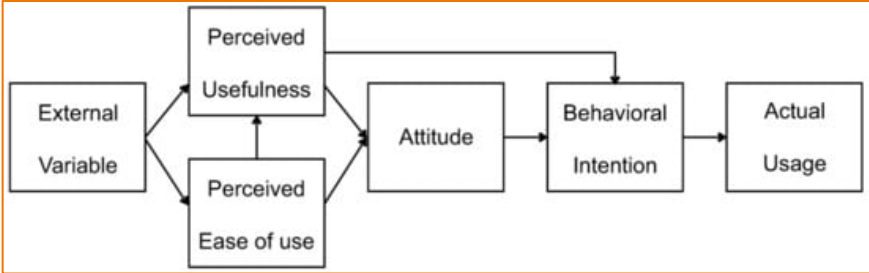 External
Variable
Perceived
Usefulness
Perceived
Ease of use
Attitude
Behavioral
Intention
Actual
Usage